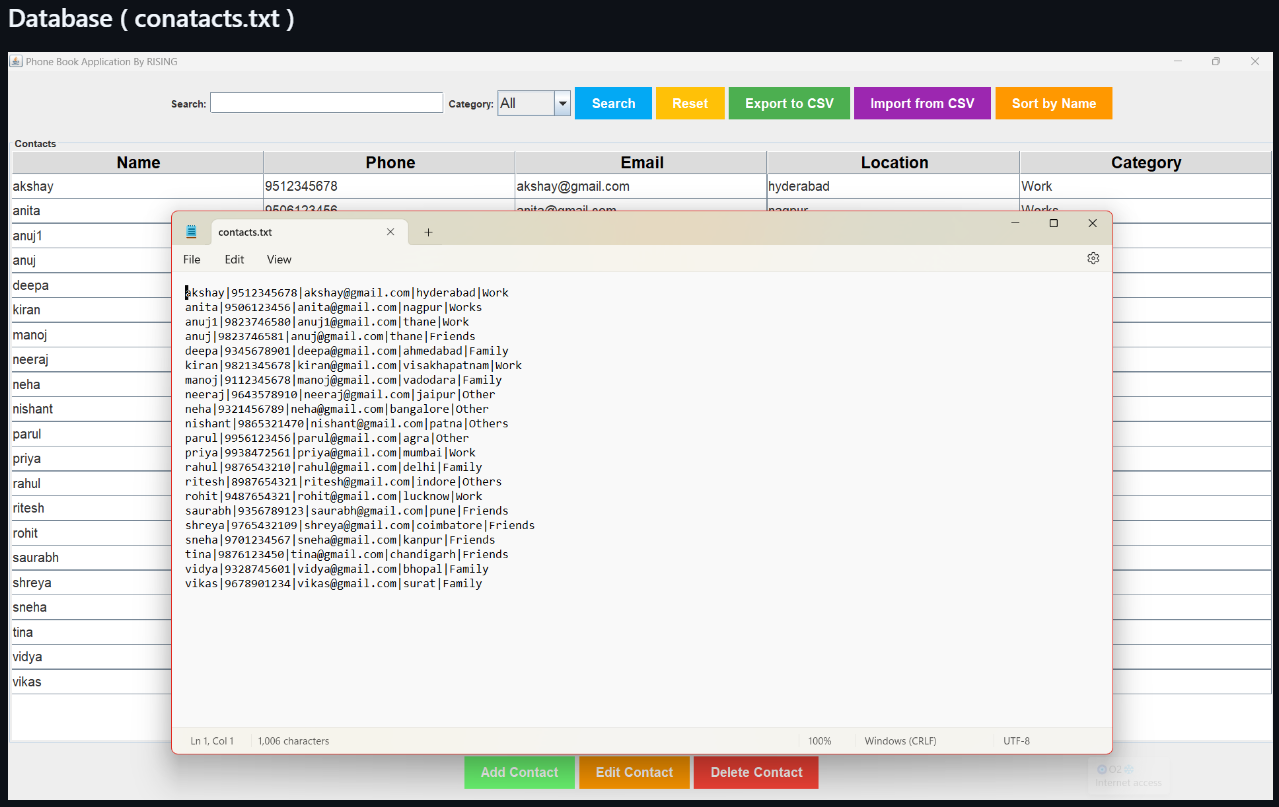 Database ( conatacts.txt )
Phone Book Application By RISING
Search: Category: All Search Reset Export to CSV Import from CSV Sort by Name
Contacts
Name Phone Email Location Category
akshay 9512345678 akshay@gmail.com hyderabad Work
anita 9506123456 anita@gmail.com nagpur Works
anuj1
anuj
deepa
kiran
manoj
neeraj
neha
nishant
parul
priya
rahul
ritesh
rohit
saurabh
shreya
sneha
tina
vidya
vikas
contacts.txt
File Edit View
akshay|9512345678|akshay@gmail.com|hyderabad|Work
anita|9506123456|anita@gmail.com|nagpur|Works
anuj1|9823746580|anuj1@gmail.com|thane|Work
anuj|9823746581|anuj@gmail.com|thane|Friends
deepa|9345678901|deepa@gmail.com|ahmedabad|Family
kiran|9821345678|kiran@gmail.com|visakhapatnam|Work
manoj|9112345678|manoj@gmail.com|vadodara|Family
neeraj|9643578910|neeraj@gmail.com|jaipur|Other
neha|9321456789|neha@gmail.com|bangalore|Other
nishant|9865321470|nishant@gmail.com|patna|Others
parul|9956123456|parul@gmail.com|agra|Other
priya|9938472561|priya@gmail.com|mumbai|Work
rahul|9876543210|rahul@gmail.com|delhi|Family
ritesh|8987654321|ritesh@gmail.com|indore|Others
rohit|9487654321|rohit@gmail.com|lucknow|Work
saurabh|9356789123|saurabh@gmail.com|pune|Friends
shreya|9765432109|shreya@gmail.com|coimbatore|Friends
sneha|9701234567|sneha@gmail.com|kanpur|Friends
tina|9876123450|tina@gmail.com|chandigarh|Friends
vidya|9328745601|vidya@gmail.com|bhopal|Family
vikas|9678901234|vikas@gmail.com|surat|Family
Ln 1, Col 1 1,006 characters 100% Windows (CRLF) UTF-8
Add Contact Edit Contact Delete Contact
Internet access